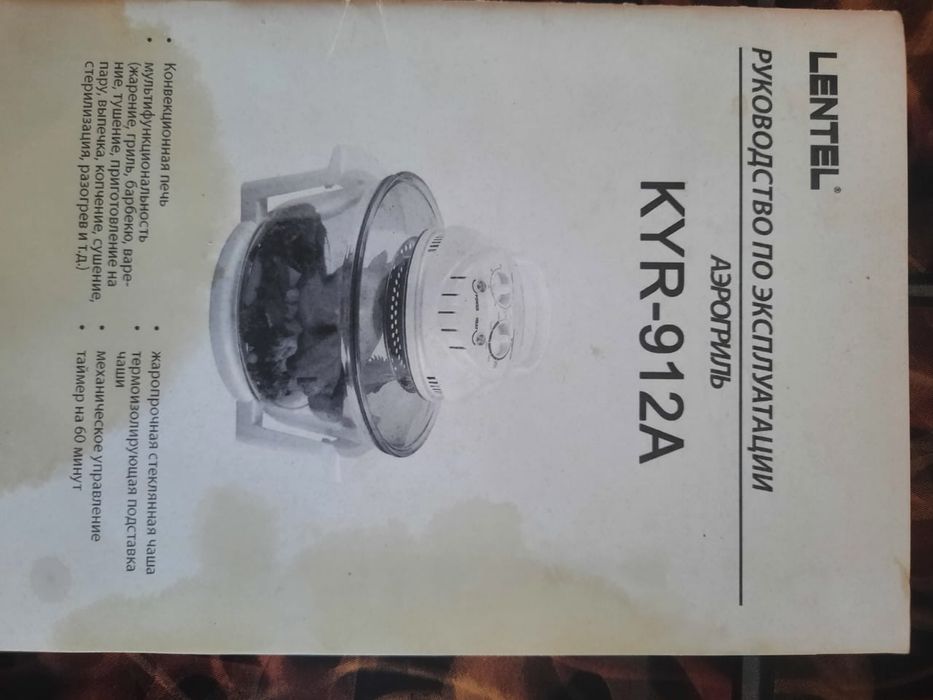 LENTEL®
РУКОВОДСТВО ПО ЭКСПЛУАТАЦИИ
АЭРОГРИЛЬ
KYR-912A
• Конвекционная печь
• мультифункциональность
(жарение, гриль, барбекю, варе-
ние, тушение, приготовление на
пару, выпечка, копчение, сушение,
стерилизация, разогрев и т.д.)
• жаропрочная стеклянная чаша
• термоизолирующая подставка
чаши
• механическое управление
• таймер на 60 минут